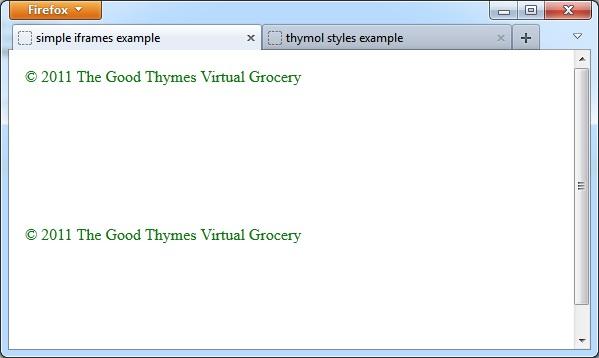 Firefox
simple iframes example
thymol styles example
© 2011 The Good Thymes Virtual Grocery
© 2011 The Good Thymes Virtual Grocery